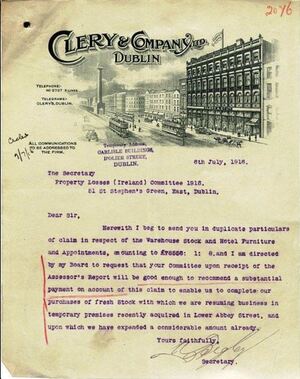 2076
CLERY & COMPANY, LTD.
DUBLIN
TELEPHONE:
TELEGRAMS:
CLERY'S, DUBLIN.
ALL COMMUNICATIONS
TO BE ADDRESSED TO
THE FIRM.
Temporary Address,
CARLISLE BUILDINGS,
D'OLIER STREET,
DUBLIN.
8th July, 1916.
The Secretary
Property Losses (Ireland) Committee 1916.
51 St Stephen's Green, East, Dublin.
Dear Sir,
Herewith I beg to send you in duplicate particulars
of claim in respect of the Warehouse Stock and Hotel Furniture
and Appointments, amounting to 1: 8, and I am directed
by my Board to request that your Committee upon receipt of the
Assessor's Report will be good enough to recommend a substantial
payment on account of this claim to enable us to complete our
purchases of fresh Stock with which we are resuming business in
temporary premises recently acquired in Lower Abbey Street, and
upon which we have expended a considerable amount already.
Yours faithfully,
Secretary.